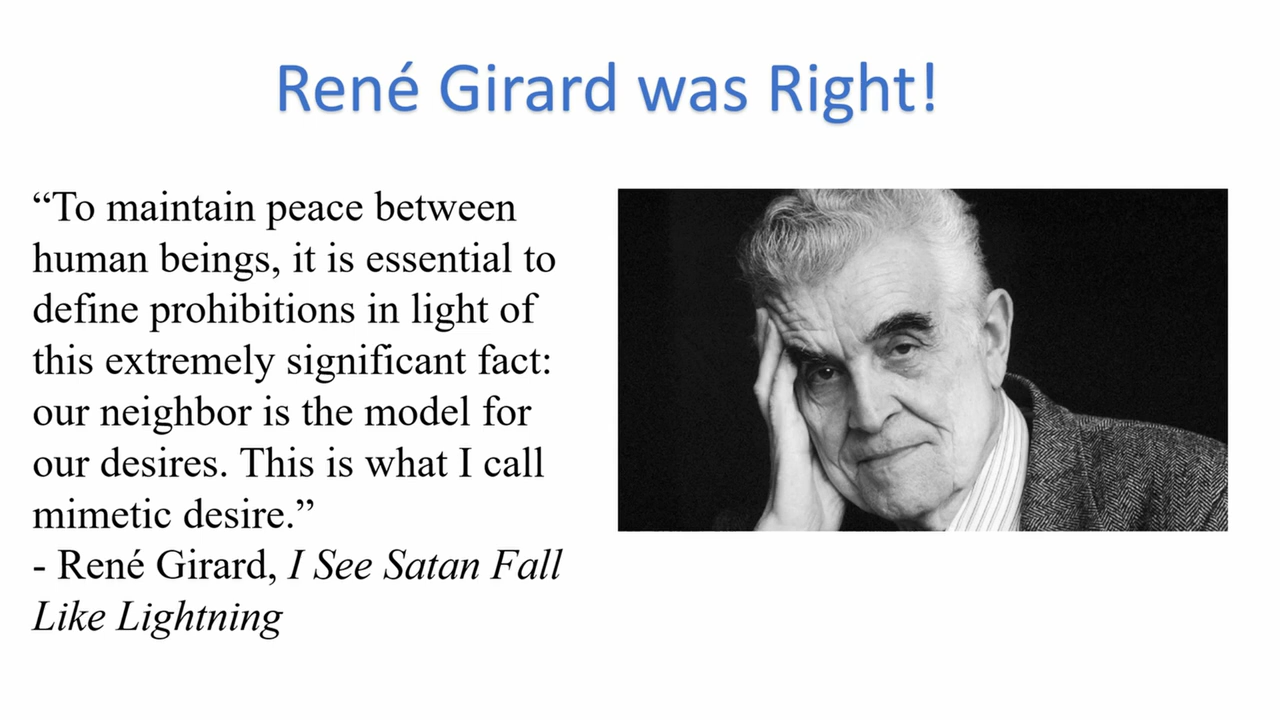 René Girard was Right!
“To maintain peace between
human beings, it is essential to
define prohibitions in light of
this extremely significant fact:
our neighbor is the model for
our desires. This is what I call
mimetic desire.”
- René Girard, I See Satan Fall
Like Lightning